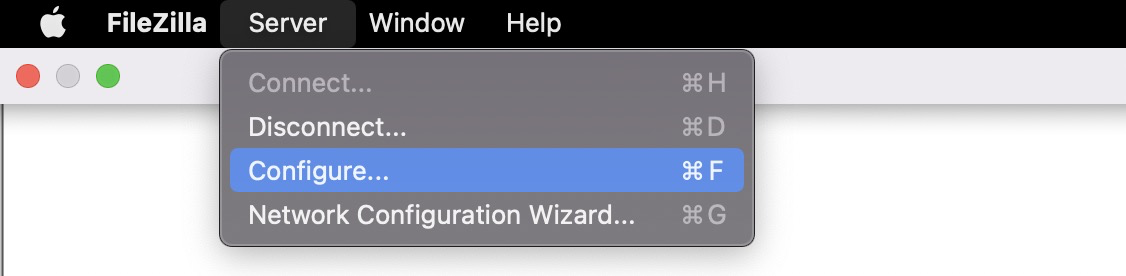 FileZilla Server Window Help
Connect... ⌘H
Disconnect... ⌘D
Configure... ⌘F
Network Configuration Wizard... ⌘G